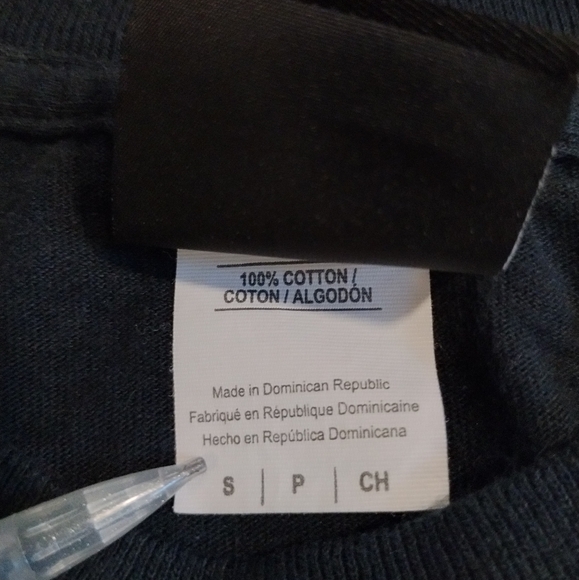 100% COTTON /
COTON / ALGODÓN
Made in Dominican Republic
Fabriqué en République Dominicaine
Hecho en República Dominicana
S | P | CH